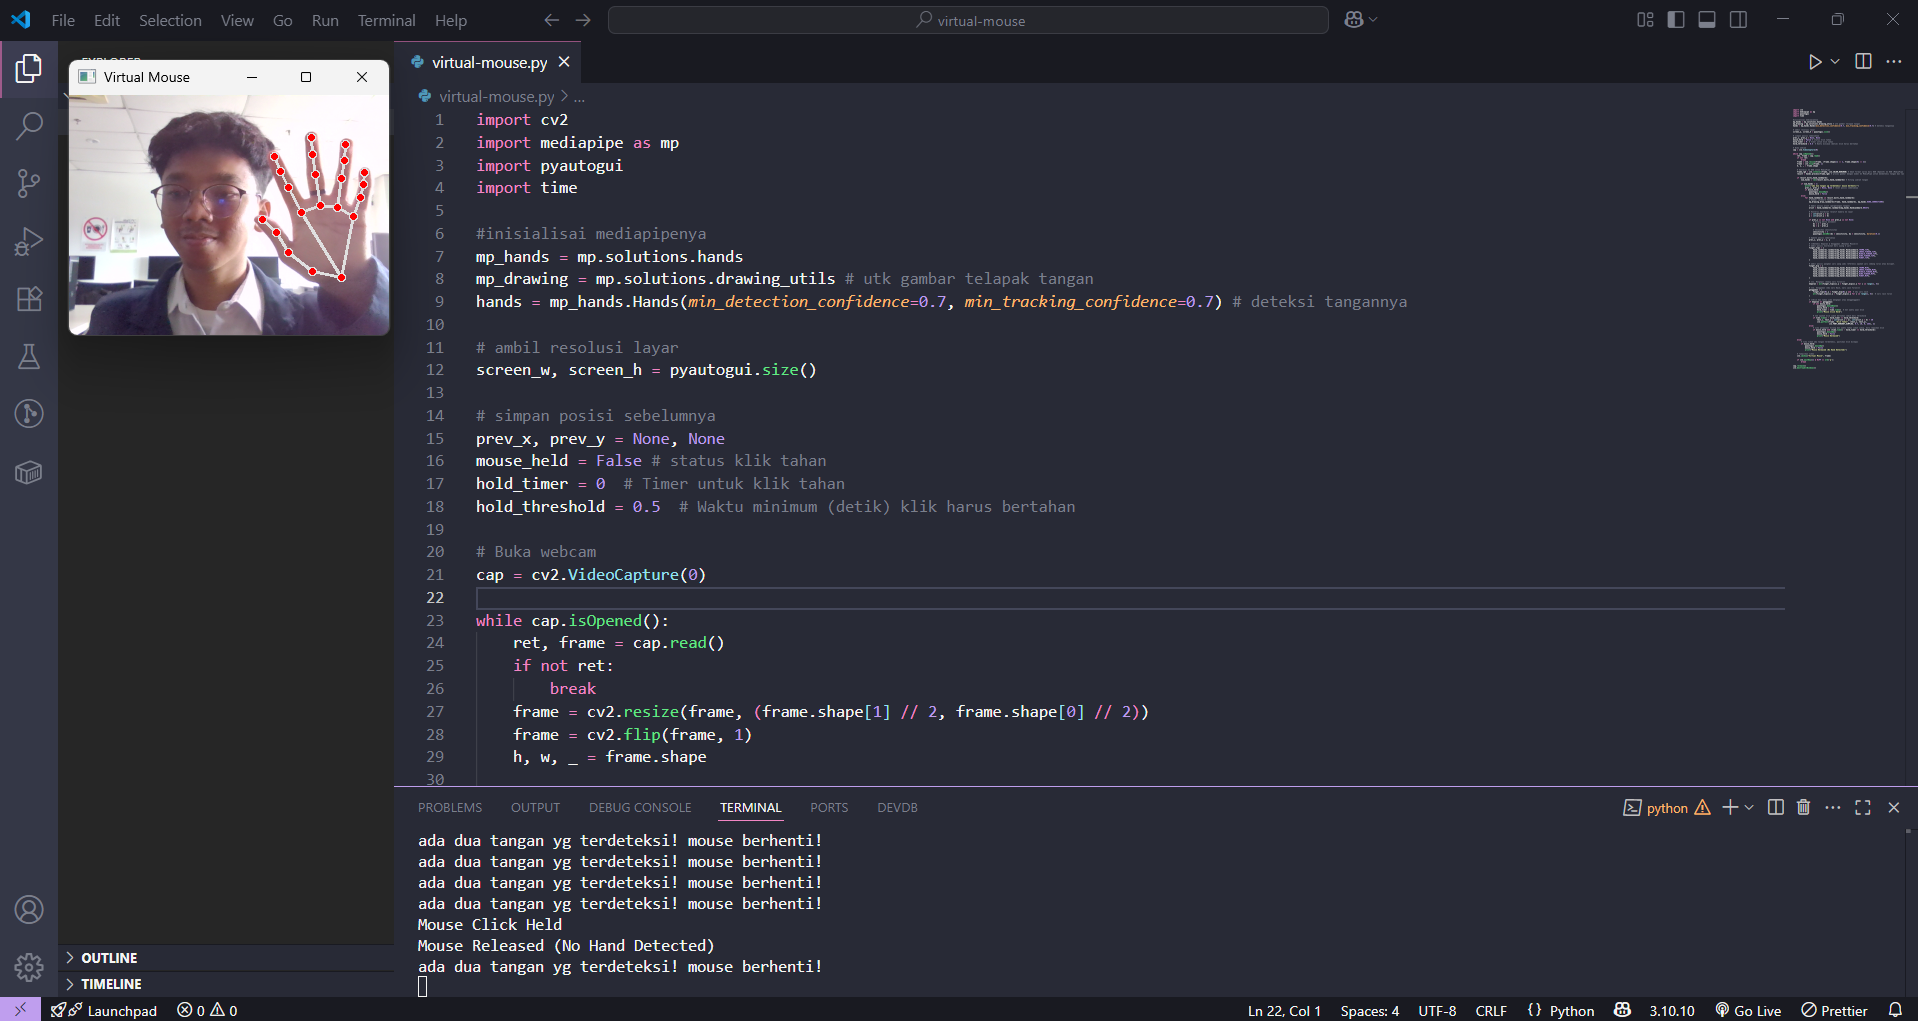 File Edit Selection View Go Run Terminal Help
virtual-mouse
EXPLORER
Virtual Mouse
virtual-mouse.py
virtual-mouse.py > ...
1 import cv2
2 import mediapipe as mp
3 import pyautogui
4 import time
5
6 #inisialisai mediapipenya
7 mp_hands = mp.solutions.hands
8 mp_drawing = mp.solutions.drawing_utils # utk gambar telapak tangan
9 hands = mp_hands.Hands(min_detection_confidence=0.7, min_tracking_confidence=0.7) # deteksi tangannya
10
11 # ambil resolusi layar
12 screen_w, screen_h = pyautogui.size()
13
14 # simpan posisi sebelumnya
15 prev_x, prev_y = None, None
16 mouse_held = False # status klik tahan
17 hold_timer = 0  # Timer untuk klik tahan
18 hold_threshold = 0.5  # Waktu minimum (detik) klik harus bertahan
19
20 # Buka webcam
21 cap = cv2.VideoCapture(0)
22
23 while cap.isOpened():
24     ret, frame = cap.read()
25     if not ret:
26         break
27     frame = cv2.resize(frame, (frame.shape[1] // 2, frame.shape[0] // 2))
28     frame = cv2.flip(frame, 1)
29     h, w, _ = frame.shape
30
PROBLEMS OUTPUT DEBUG CONSOLE TERMINAL PORTS DEVDB
python
ada dua tangan yg terdeteksi! mouse berhenti!
ada dua tangan yg terdeteksi! mouse berhenti!
ada dua tangan yg terdeteksi! mouse berhenti!
ada dua tangan yg terdeteksi! mouse berhenti!
Mouse Click Held
Mouse Released (No Hand Detected)
ada dua tangan yg terdeteksi! mouse berhenti!
OUTLINE
TIMELINE
Launchpad 0 0 Ln 22, Col 1 Spaces: 4 UTF-8 CRLF {} Python 3.10.10 Go Live Prettier